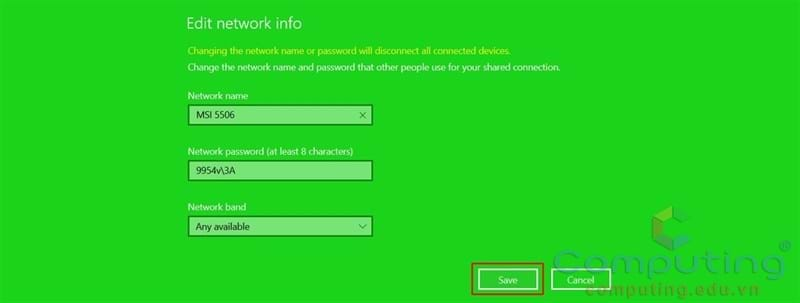 Edit network info
Changing the network name or password will disconnect all connected devices.
Change the network name and password that other people use for your shared connection.
Network name
MSI 5506
Network password (at least 8 characters)
9954v\3A
Network band
Any available
Save Cancel
Computing®
computing.edu.vn